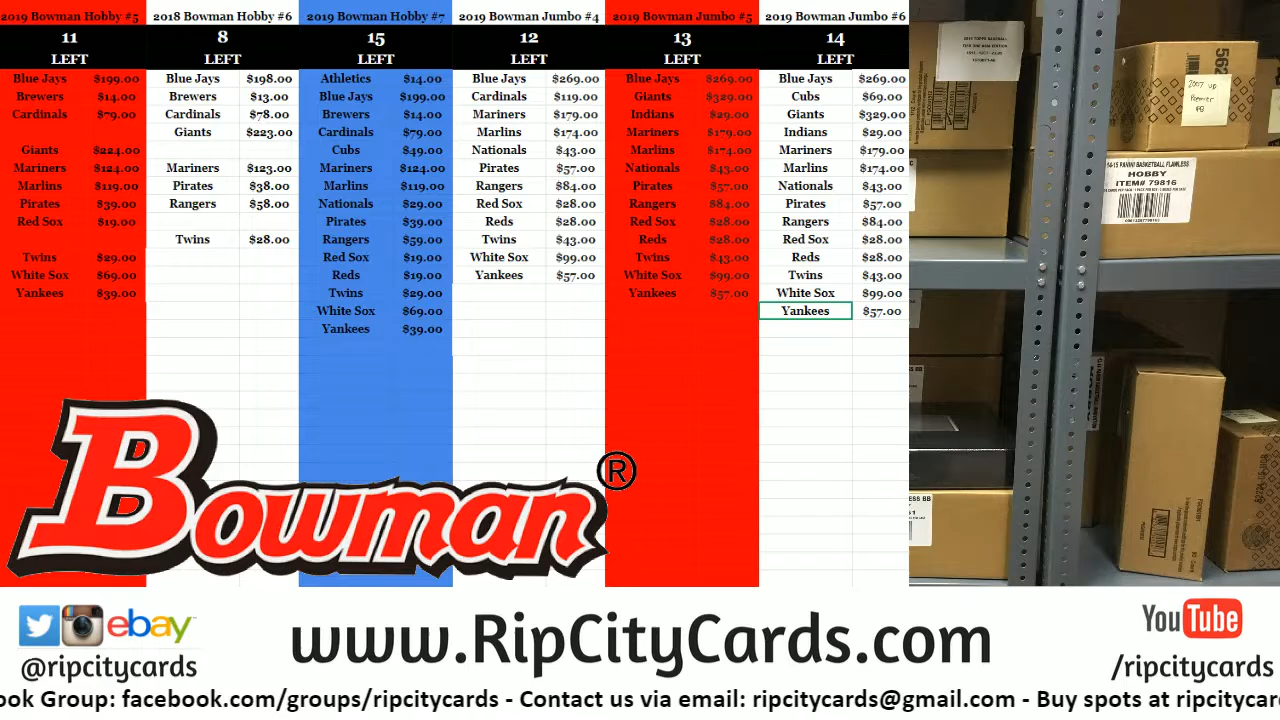 2019 Bowman Hobby #5 2018 Bowman Hobby #6 2019 Bowman Hobby #7 2019 Bowman Jumbo #4 2019 Bowman Jumbo #5 2019 Bowman Jumbo #6
11 8 15 12 13 14
LEFT LEFT LEFT LEFT LEFT LEFT
Blue Jays $199.00 Blue Jays $198.00 Athletics $14.00 Blue Jays $269.00 Blue Jays $269.00 Blue Jays $269.00
Brewers $14.00 Brewers $13.00 Blue Jays $199.00 Cardinals $119.00 Giants $329.00 Cubs $69.00
Cardinals $79.00 Cardinals $78.00 Brewers $14.00 Mariners $179.00 Indians $29.00 Giants $329.00
Giants $223.00 Cardinals $79.00 Marlins $174.00 Mariners $179.00 Indians $29.00
Giants $224.00 Cubs $49.00 Nationals $43.00 Marlins $174.00 Mariners $179.00
Mariners $124.00 Mariners $123.00 Mariners $124.00 Pirates $57.00 Nationals $43.00 Marlins $174.00
Marlins $119.00 Pirates $38.00 Marlins $119.00 Rangers $84.00 Pirates $57.00 Nationals $43.00
Pirates $39.00 Rangers $58.00 Nationals $29.00 Red Sox $28.00 Rangers $84.00 Pirates $57.00
Red Sox $19.00 Pirates $39.00 Reds $28.00 Red Sox $28.00 Rangers $84.00
Twins $28.00 Rangers $59.00 Twins $43.00 Reds $28.00 Red Sox $28.00
Twins $29.00 Red Sox $19.00 White Sox $99.00 Twins $43.00 Reds $28.00
White Sox $69.00 Reds $19.00 Yankees $57.00 White Sox $99.00 Twins $43.00
Yankees $39.00 Twins $29.00 Yankees $57.00 White Sox $99.00
White Sox $69.00 Yankees $57.00
Yankees $39.00
Bowman®
2007 UD
Premier
14-15 PANINI BASKETBALL FLAWLESS
HOBBY
ITEM# 79816
ebay
www.RipCityCards.com
YouTube
@ripcitycards
/ripcitycards
ook Group: facebook.com/groups/ripcitycards - Contact us via email: ripcitycards@gmail.com - Buy spots at ripcitycar